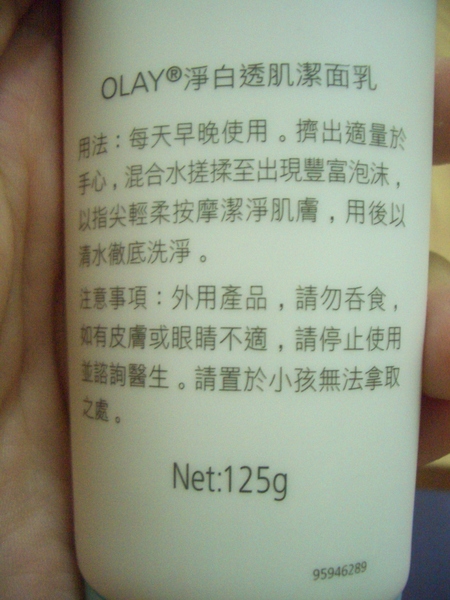 OLAY®淨白透肌潔面乳
用法：每天早晚使用。擠出適量於
手心，混合水搓揉至出現豐富泡沫，
以指尖輕柔按摩潔淨肌膚，用後以
清水徹底洗淨。
注意事項：外用產品，請勿吞食，
如有皮膚或眼睛不適，請停止使用
並諮詢醫生。請置於小孩無法拿取
之處。
Net:125g
95946289